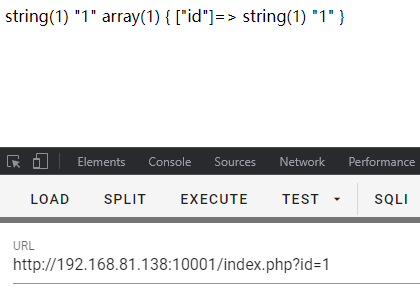 string(1) "1" array(1) { ["id"]=> string(1) "1" }
Elements Console Sources Network Performance
LOAD SPLIT EXECUTE TEST SQLI
URL
http://192.168.81.138:10001/index.php?id=1